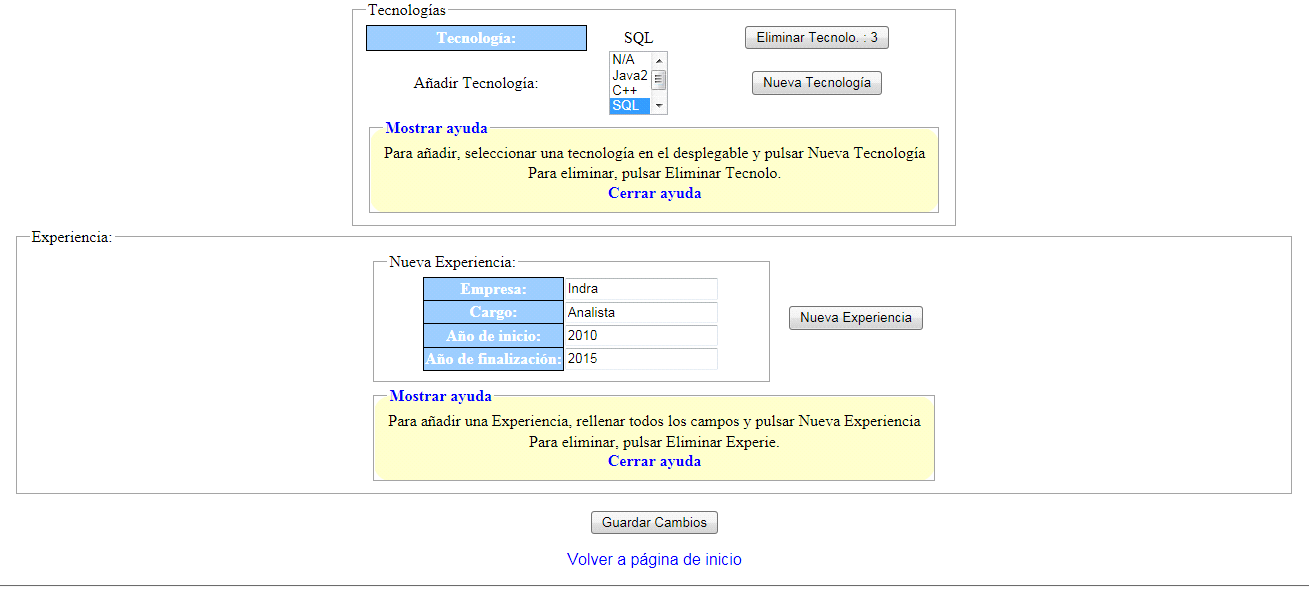 Tecnologías
Tecnología: SQL Eliminar Tecnolo. : 3
N/A
Java2
C++
SQL
Añadir Tecnología: Nueva Tecnología
Mostrar ayuda
Para añadir, seleccionar una tecnología en el desplegable y pulsar Nueva Tecnología
Para eliminar, pulsar Eliminar Tecnolo.
Cerrar ayuda
Experiencia:
Nueva Experiencia:
Empresa: Indra
Cargo: Analista
Año de inicio: 2010
Año de finalización: 2015
Nueva Experiencia
Mostrar ayuda
Para añadir una Experiencia, rellenar todos los campos y pulsar Nueva Experiencia
Para eliminar, pulsar Eliminar Experie.
Cerrar ayuda
Guardar Cambios
Volver a página de inicio